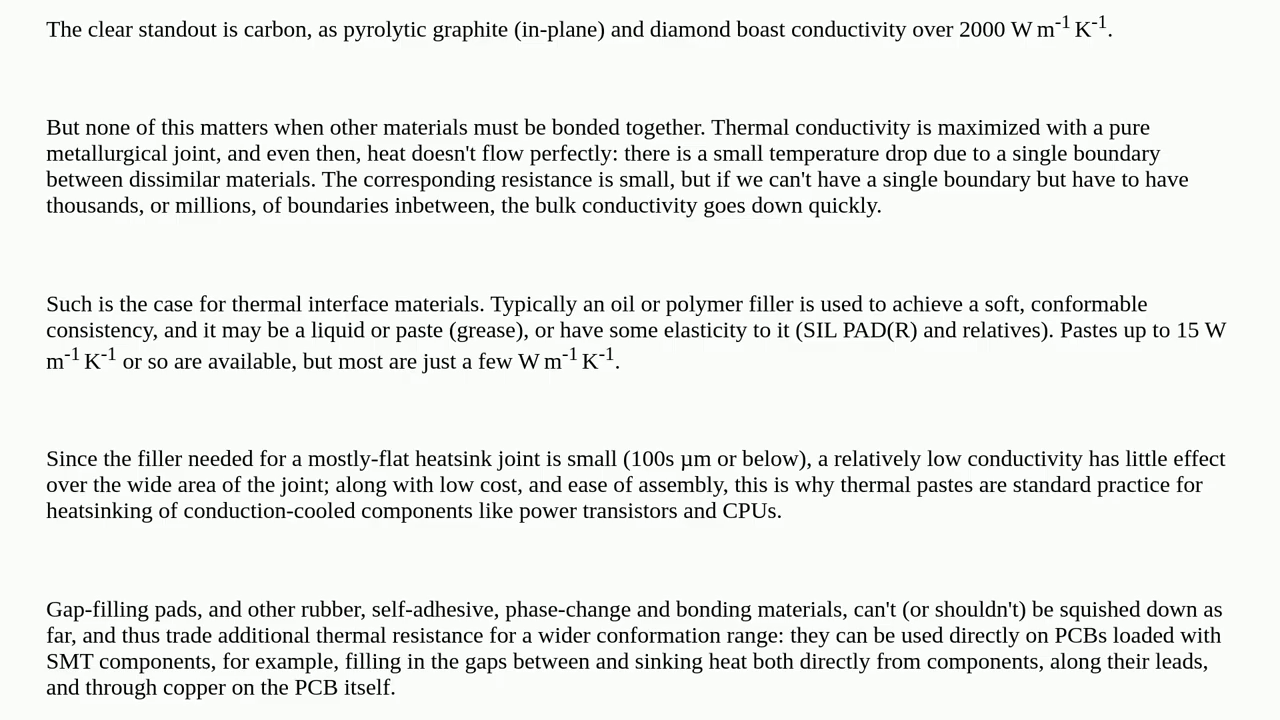 The clear standout is carbon, as pyrolytic graphite (in-plane) and diamond boast conductivity over 2000 W m⁻¹ K⁻¹.
But none of this matters when other materials must be bonded together. Thermal conductivity is maximized with a pure
metallurgical joint, and even then, heat doesn't flow perfectly: there is a small temperature drop due to a single boundary
between dissimilar materials. The corresponding resistance is small, but if we can't have a single boundary but have to have
thousands, or millions, of boundaries inbetween, the bulk conductivity goes down quickly.
Such is the case for thermal interface materials. Typically an oil or polymer filler is used to achieve a soft, conformable
consistency, and it may be a liquid or paste (grease), or have some elasticity to it (SIL PAD(R) and relatives). Pastes up to 15 W
m⁻¹ K⁻¹ or so are available, but most are just a few W m⁻¹ K⁻¹.
Since the filler needed for a mostly-flat heatsink joint is small (100s µm or below), a relatively low conductivity has little effect
over the wide area of the joint; along with low cost, and ease of assembly, this is why thermal pastes are standard practice for
heatsinking of conduction-cooled components like power transistors and CPUs.
Gap-filling pads, and other rubber, self-adhesive, phase-change and bonding materials, can't (or shouldn't) be squished down as
far, and thus trade additional thermal resistance for a wider conformation range: they can be used directly on PCBs loaded with
SMT components, for example, filling in the gaps between and sinking heat both directly from components, along their leads,
and through copper on the PCB itself.